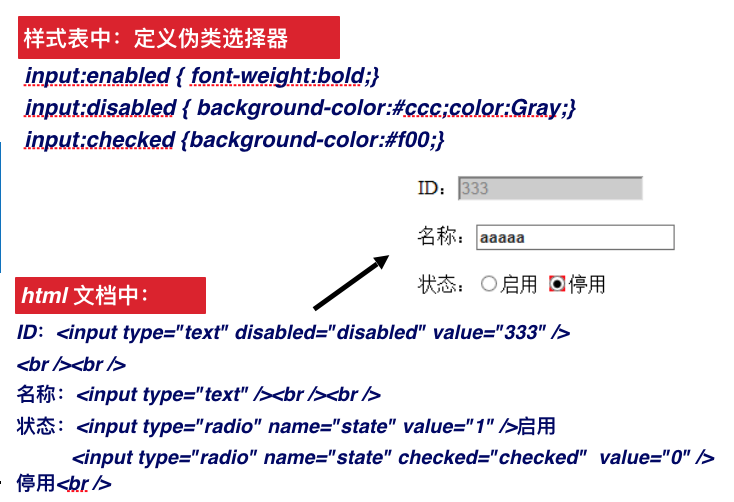 样式表中：定义伪类选择器
input:enabled { font-weight:bold;}
input:disabled { background-color:#ccc;color:Gray;}
input:checked {background-color:#f00;}
ID：333
名称：aaaaa
状态：启用 停用
html 文档中：
ID：<input type="text" disabled="disabled" value="333" />
<br /><br />
名称：<input type="text" /><br /><br />
状态：<input type="radio" name="state" value="1" />启用
<input type="radio" name="state" checked="checked"  value="0" />
停用<br />